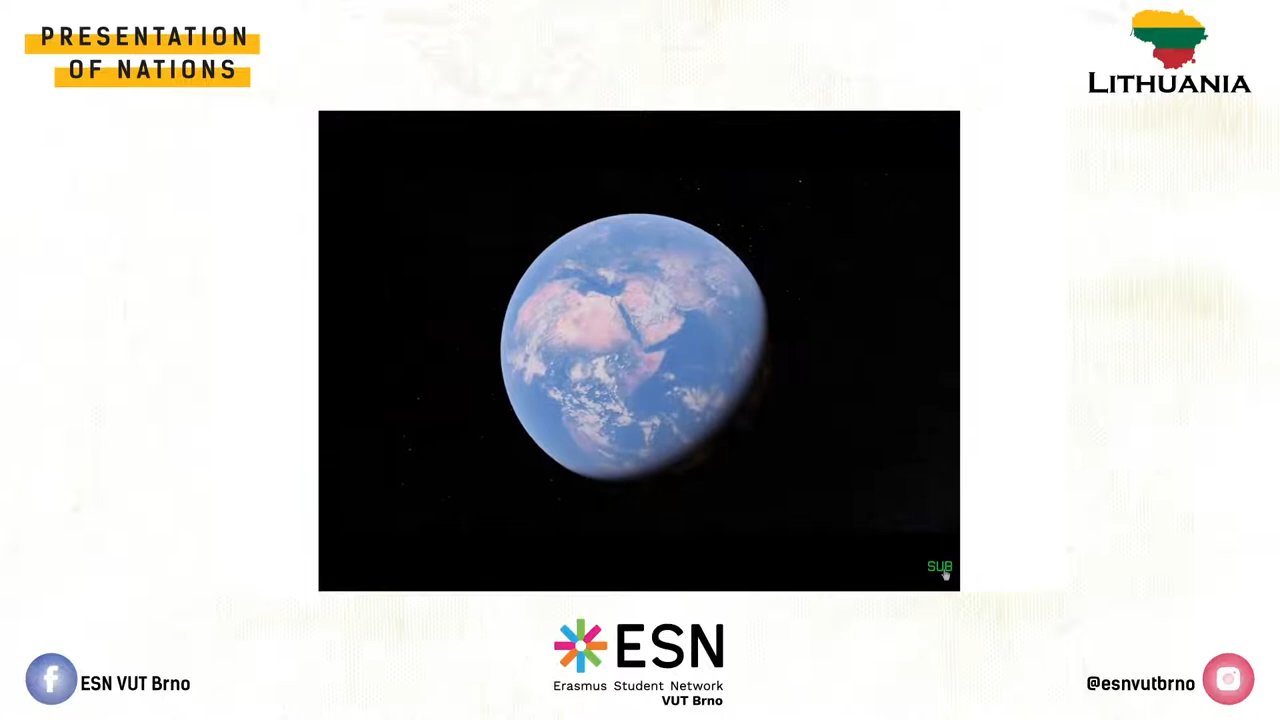 PRESENTATION
OF NATIONS
LITHUANIA
SUB
ESN
Erasmus Student Network
VUT Brno
ESN VUT Brno
@esnvutbrno